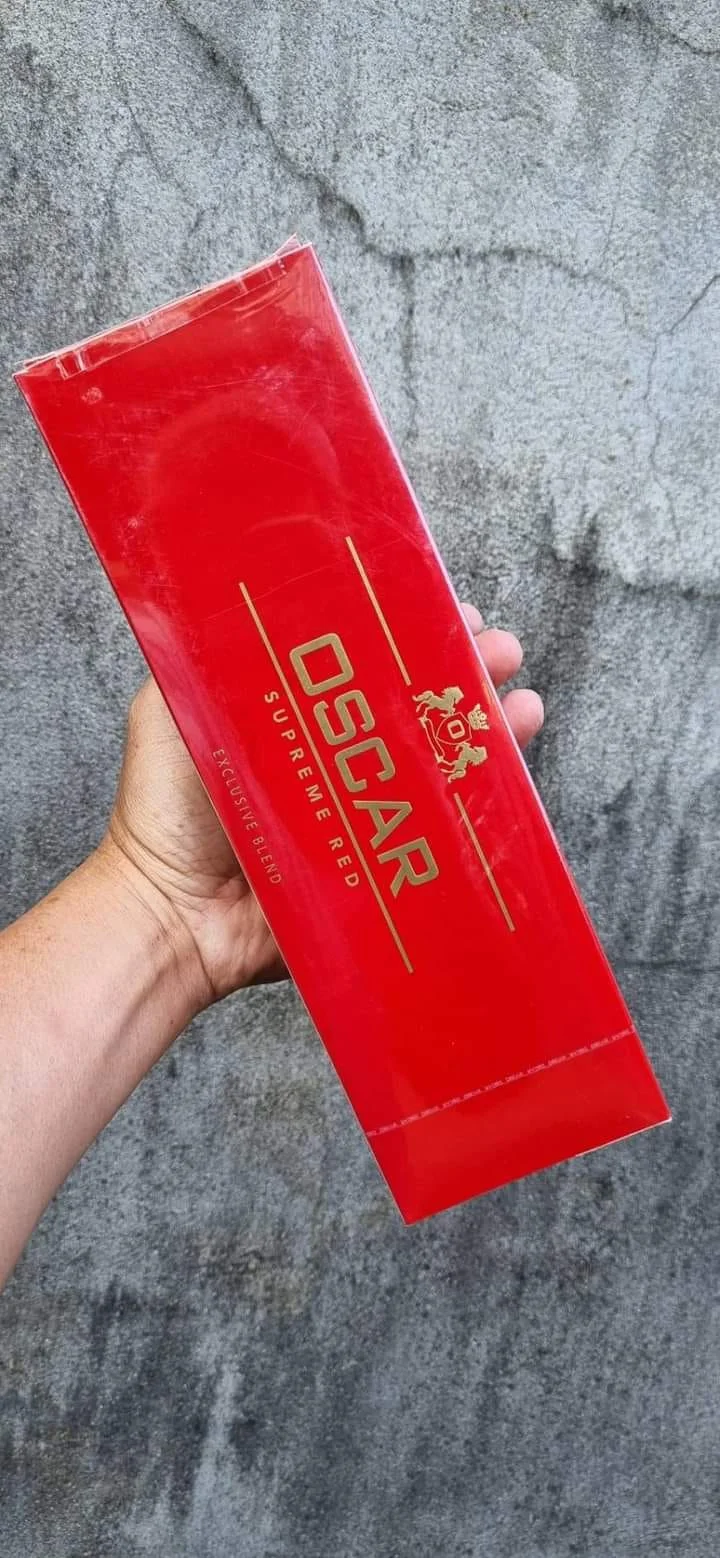 O
OSCAR
SUPREME RED
EXCLUSIVE BLEND